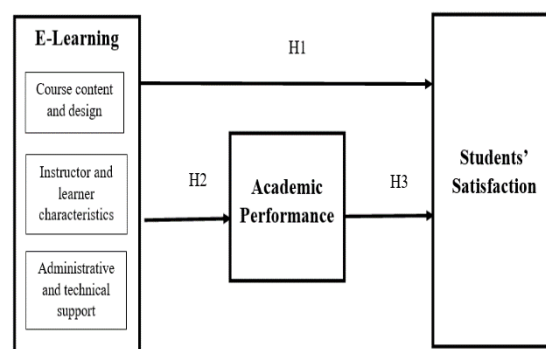 E-Learning
Course content
and design
Instructor and
learner
characteristics
Administrative
and technical
support
H1
H2
Academic
Performance
H3
Students’
Satisfaction